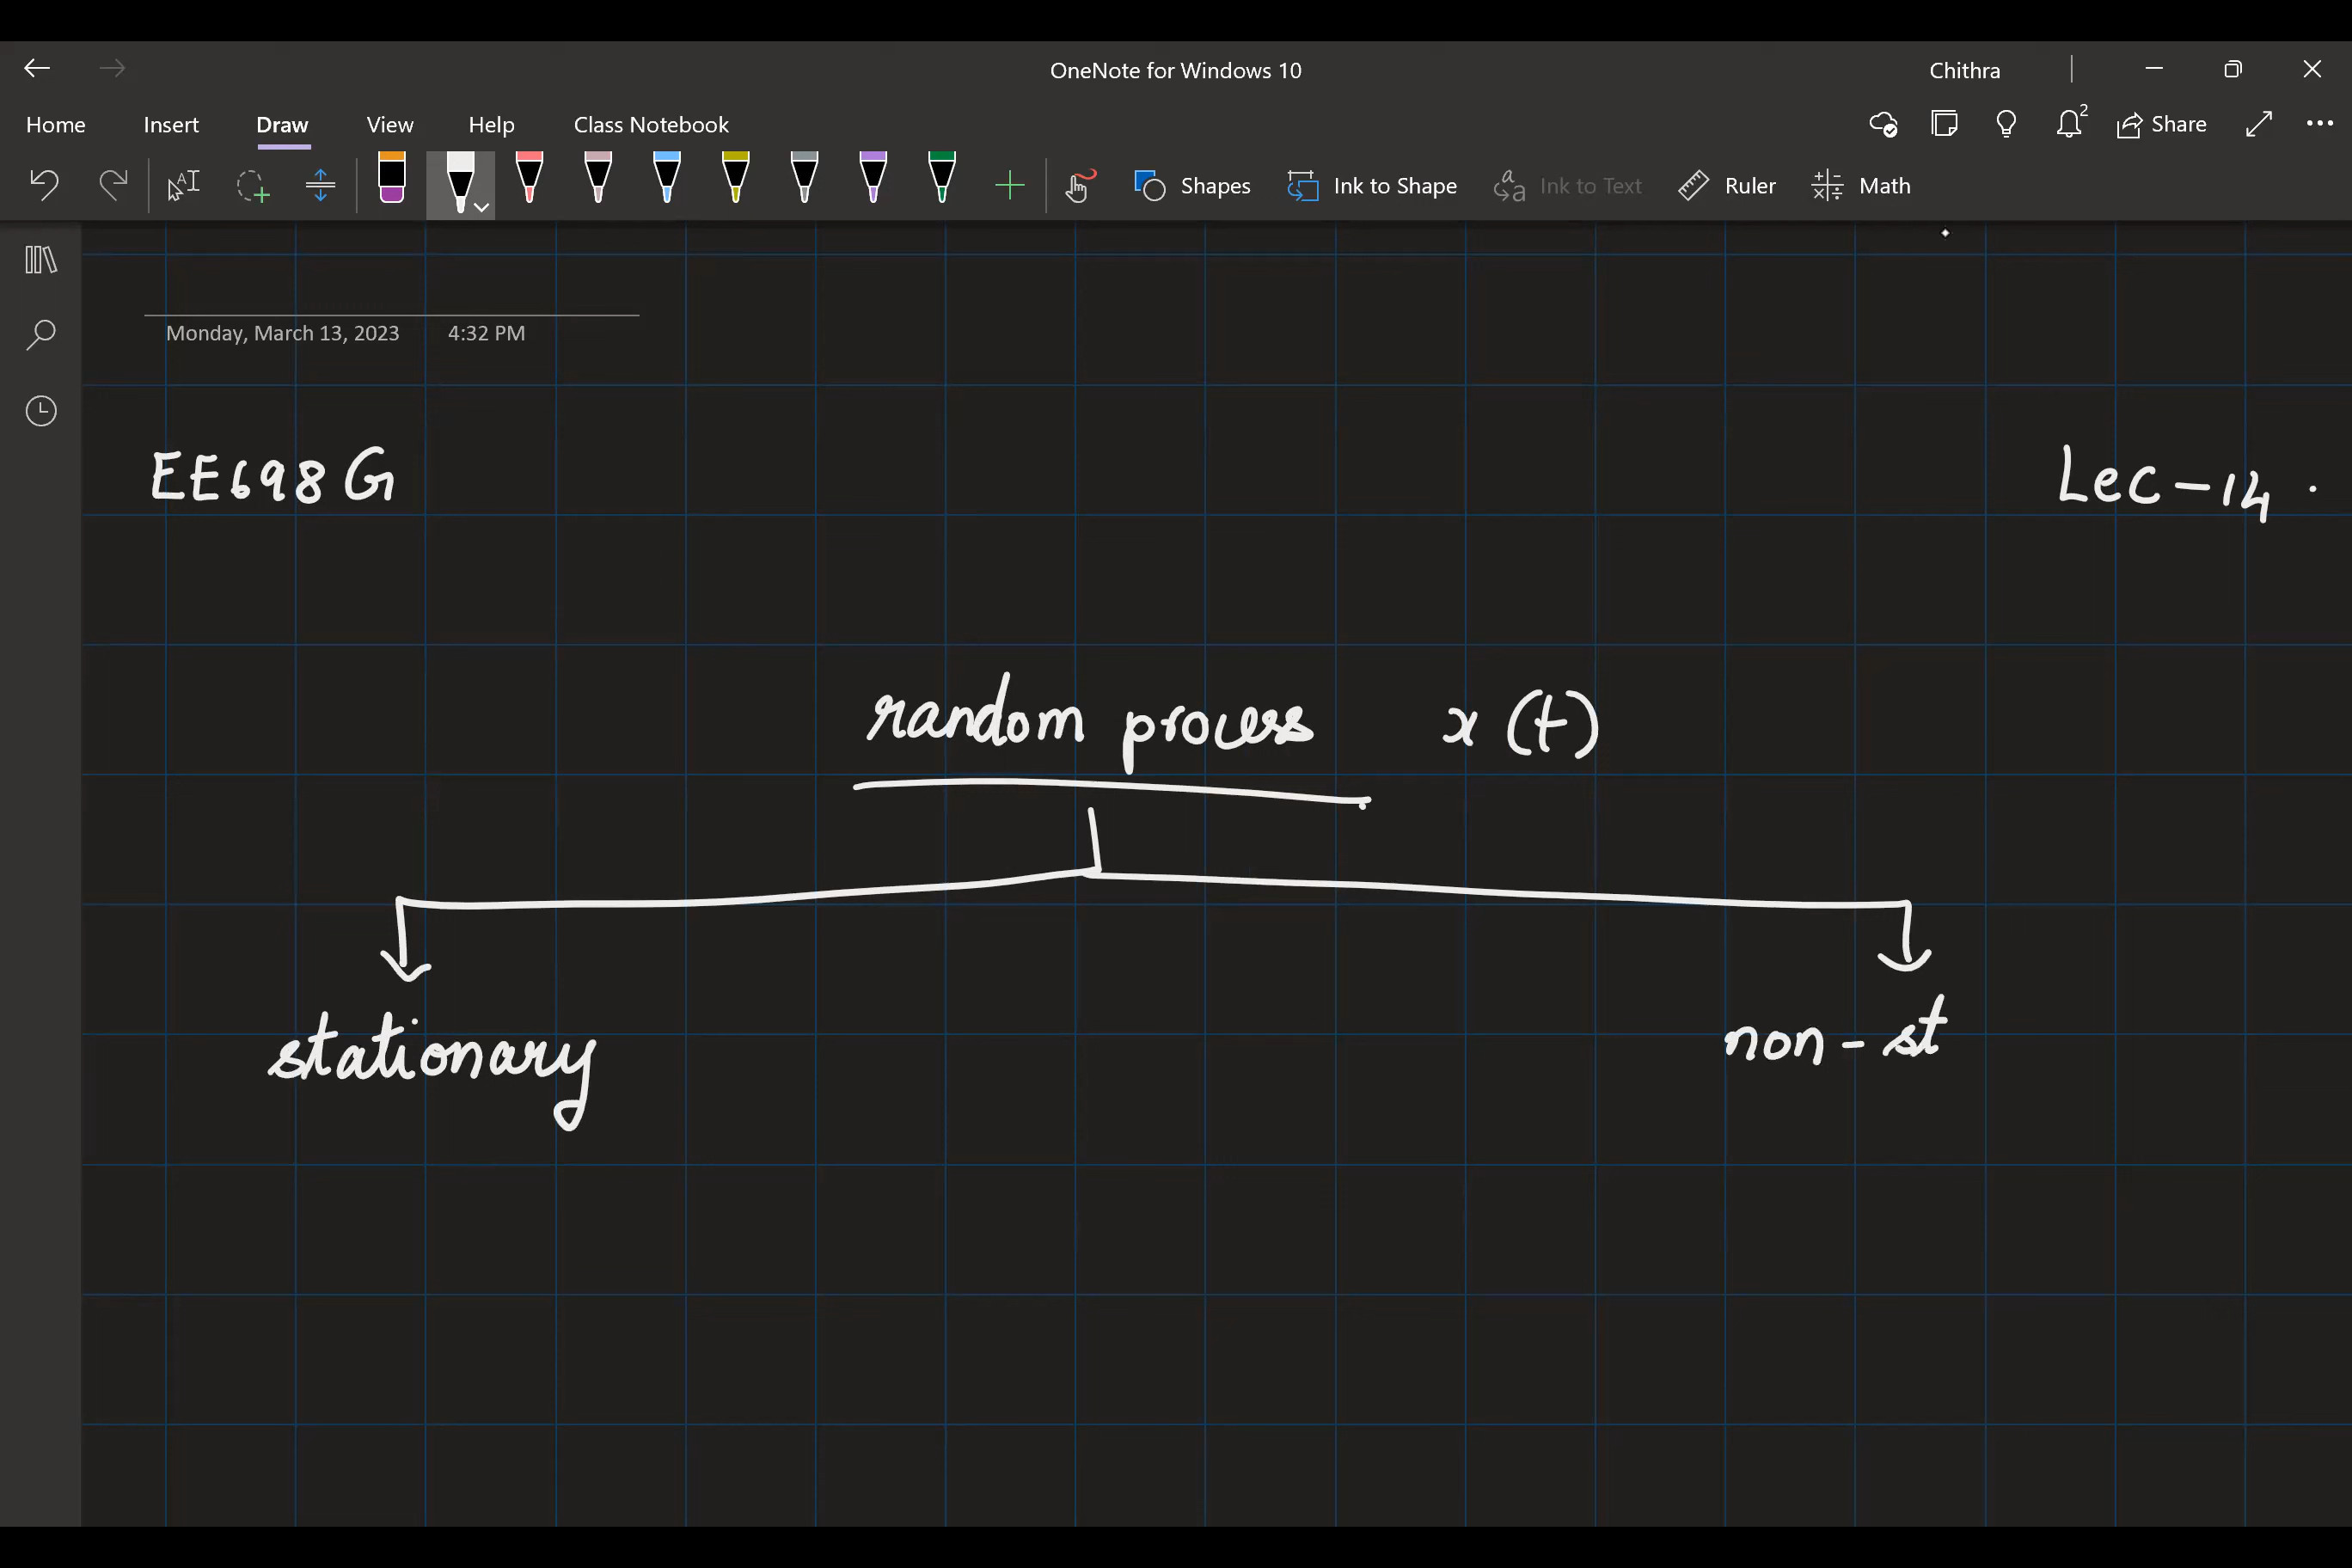 OneNote for Windows 10 Chithra
Home Insert Draw View Help Class Notebook 2 Share
Shapes Ink to Shape Ink to Text Ruler Math
Monday, March 13, 2023 4:32 PM
EE698G Lec-14.
random process x(t)
stationary non-st